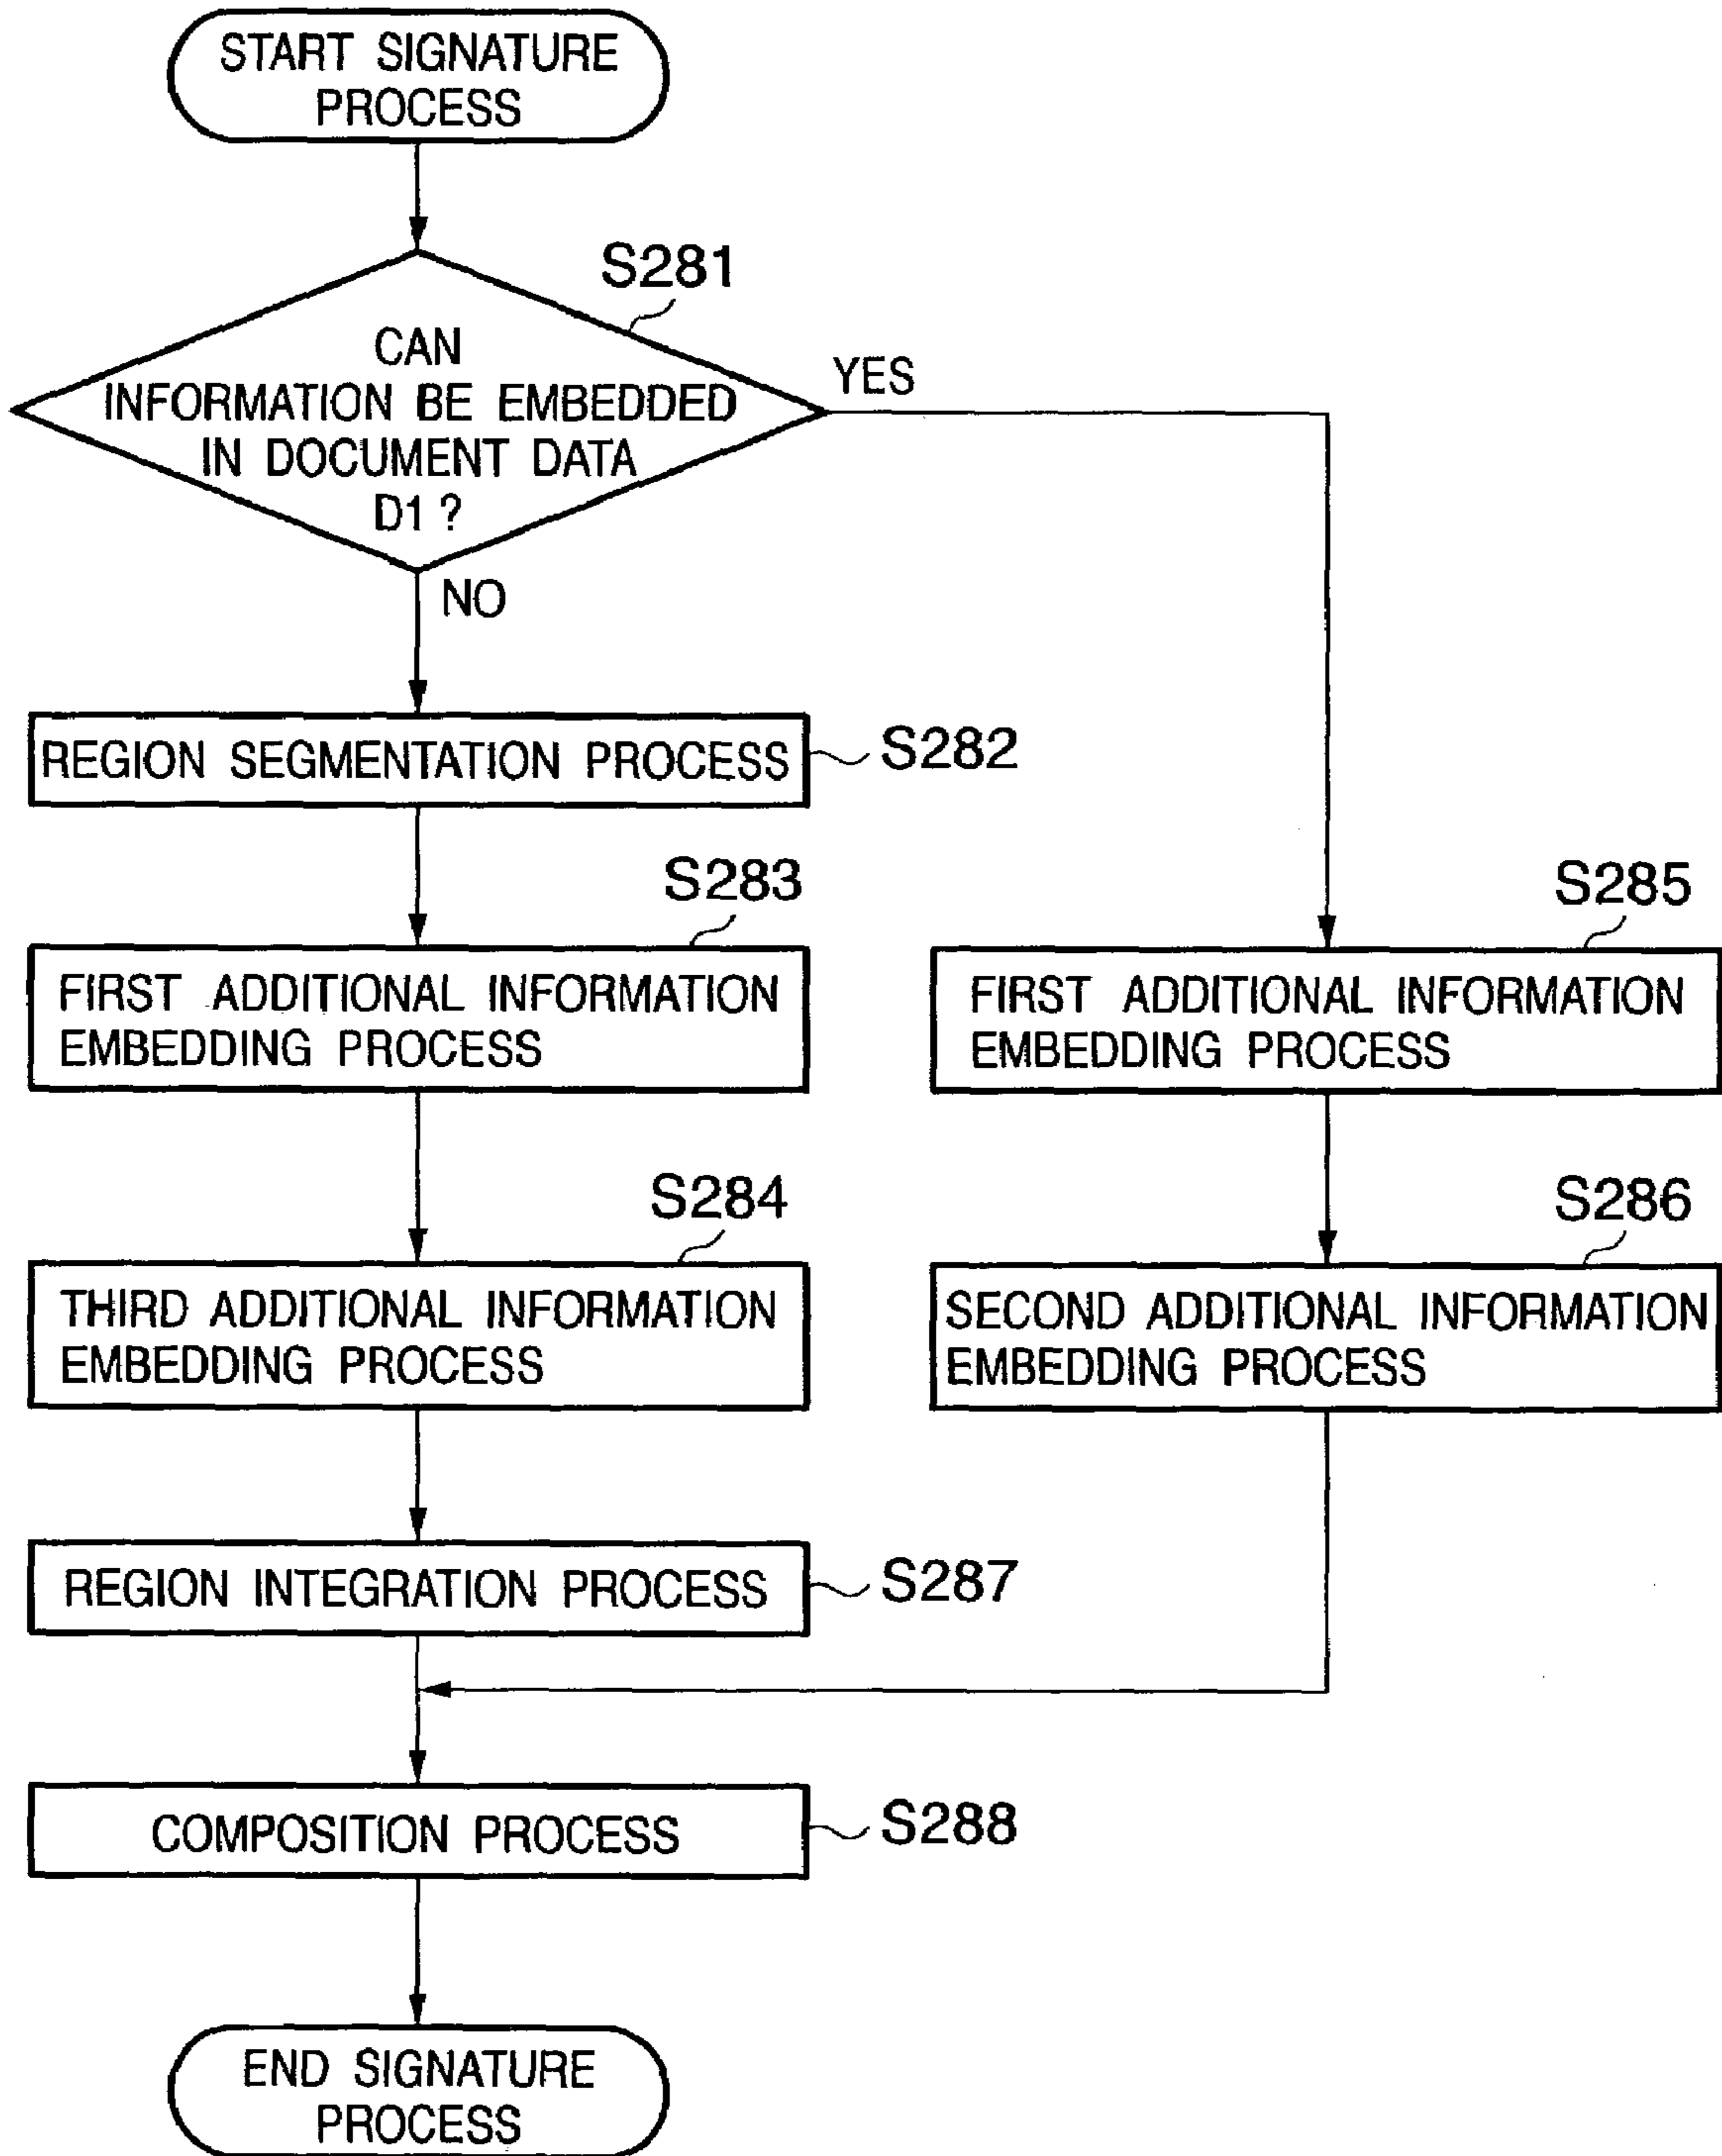 START SIGNATURE
PROCESS
S281
CAN
INFORMATION BE EMBEDDED
IN DOCUMENT DATA
D1 ?
YES
NO
REGION SEGMENTATION PROCESS
S282
S283
FIRST ADDITIONAL INFORMATION
EMBEDDING PROCESS
S285
FIRST ADDITIONAL INFORMATION
EMBEDDING PROCESS
S284
THIRD ADDITIONAL INFORMATION
EMBEDDING PROCESS
S286
SECOND ADDITIONAL INFORMATION
EMBEDDING PROCESS
REGION INTEGRATION PROCESS
S287
COMPOSITION PROCESS
S288
END SIGNATURE
PROCESS